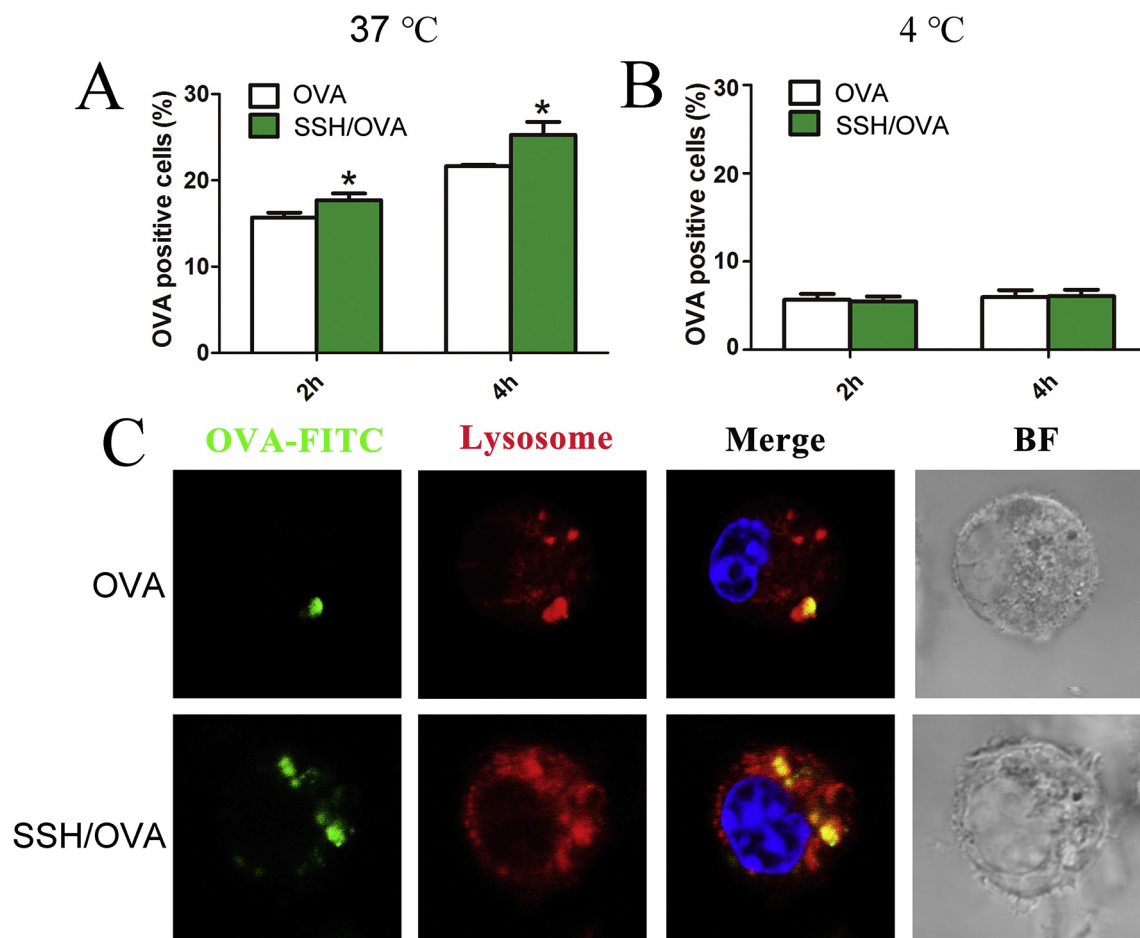 37 °C
4 °C
A
OVA positive cells (%)
30
20
10
0
OVA
SSH/OVA
*
*
2h
4h
B
OVA positive cells (%)
30
20
10
0
OVA
SSH/OVA
2h
4h
C
OVA-FITC
Lysosome
Merge
BF
OVA
SSH/OVA